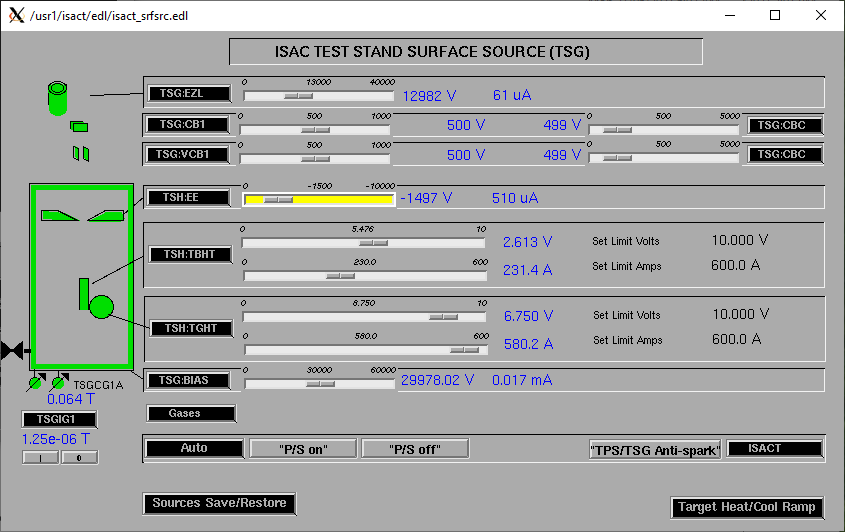 /usr1/isact/edl/isact_srfsrc.edl
ISAC TEST STAND SURFACE SOURCE (TSG)
0 13000 40000
TSG:EZL 12982 V 61 uA
0 500 1000 0 500 5000
TSG:CB1 500 V 499 V TSG:CBC
0 500 1000 0 500 5000
TSG:VCB1 500 V 499 V TSG:CBC
0 -1500 -10000
TSH:EE -1497 V 510 uA
0 5.476 10
2.613 V Set Limit Volts 10.000 V
TSH:TBHT
0 230.0 600
231.4 A Set Limit Amps 600.0 A
0 6.750 10
6.750 V Set Limit Volts 10.000 V
TSH:TGHT
0 580.0 600
580.2 A Set Limit Amps 600.0 A
0 30000 60000
TSG:BIAS 29978.02 V 0.017 mA
TSGCG1A
0.064 T
TSGIG1
1.25e-06 T
I 0
Gases
Auto "P/S on" "P/S off" "TPS/TSG Anti-spark" ISACT
Sources Save/Restore
Target Heat/Cool Ramp